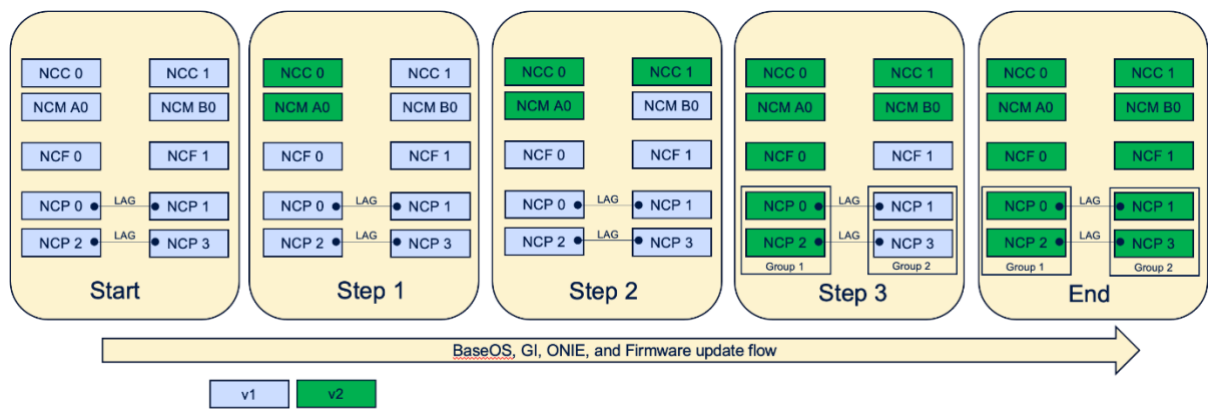 NCC 0 NCC 1
NCM A0 NCM B0
NCF 0 NCF 1
NCP 0 LAG NCP 1
NCP 2 LAG NCP 3
Start
NCC 0 NCC 1
NCM A0 NCM B0
NCF 0 NCF 1
NCP 0 LAG NCP 1
NCP 2 LAG NCP 3
Step 1
NCC 0 NCC 1
NCM A0 NCM B0
NCF 0 NCF 1
NCP 0 LAG NCP 1
NCP 2 LAG NCP 3
Step 2
NCC 0 NCC 1
NCM A0 NCM B0
NCF 0 NCF 1
NCP 0 LAG NCP 1
NCP 2 LAG NCP 3
Group 1 Group 2
Step 3
NCC 0 NCC 1
NCM A0 NCM B0
NCF 0 NCF 1
NCP 0 LAG NCP 1
NCP 2 LAG NCP 3
Group 1 Group 2
End
BaseOS, GI, ONIE, and Firmware update flow
v1 v2